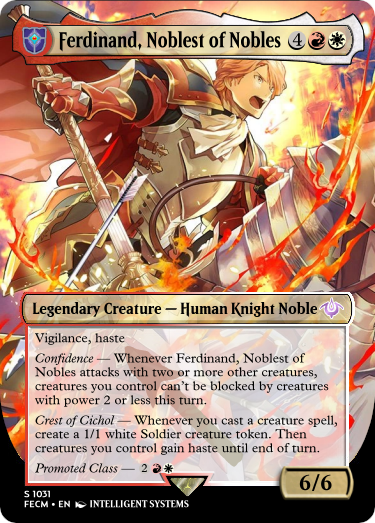 Ferdinand, Noblest of Nobles 4
Legendary Creature — Human Knight Noble
Vigilance, haste
Confidence — Whenever Ferdinand, Noblest of
Nobles attacks with two or more other creatures,
creatures you control can't be blocked by creatures
with power 2 or less this turn.
Crest of Cichol — Whenever you cast a creature spell,
create a 1/1 white Soldier creature token. Then
creatures you control gain haste until end of turn.
Promoted Class — 2
6/6
S 1031
FECM • EN INTELLIGENT SYSTEMS